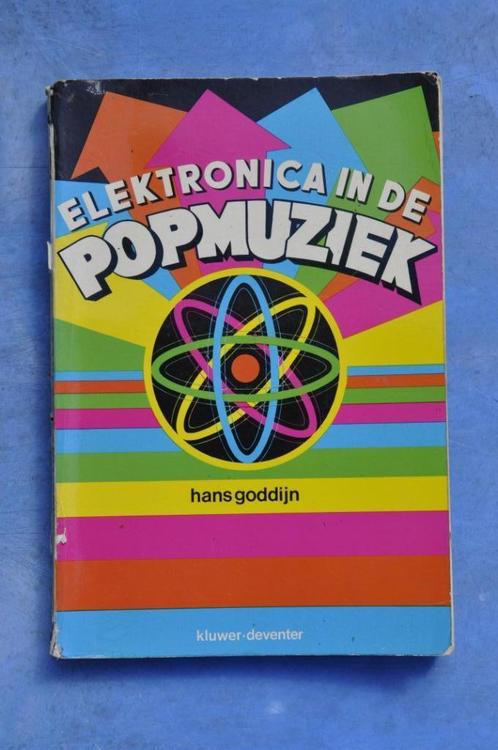 ELEKTRONICA IN DE
POPMUZIEK
hans goddijn
kluwer·deventer